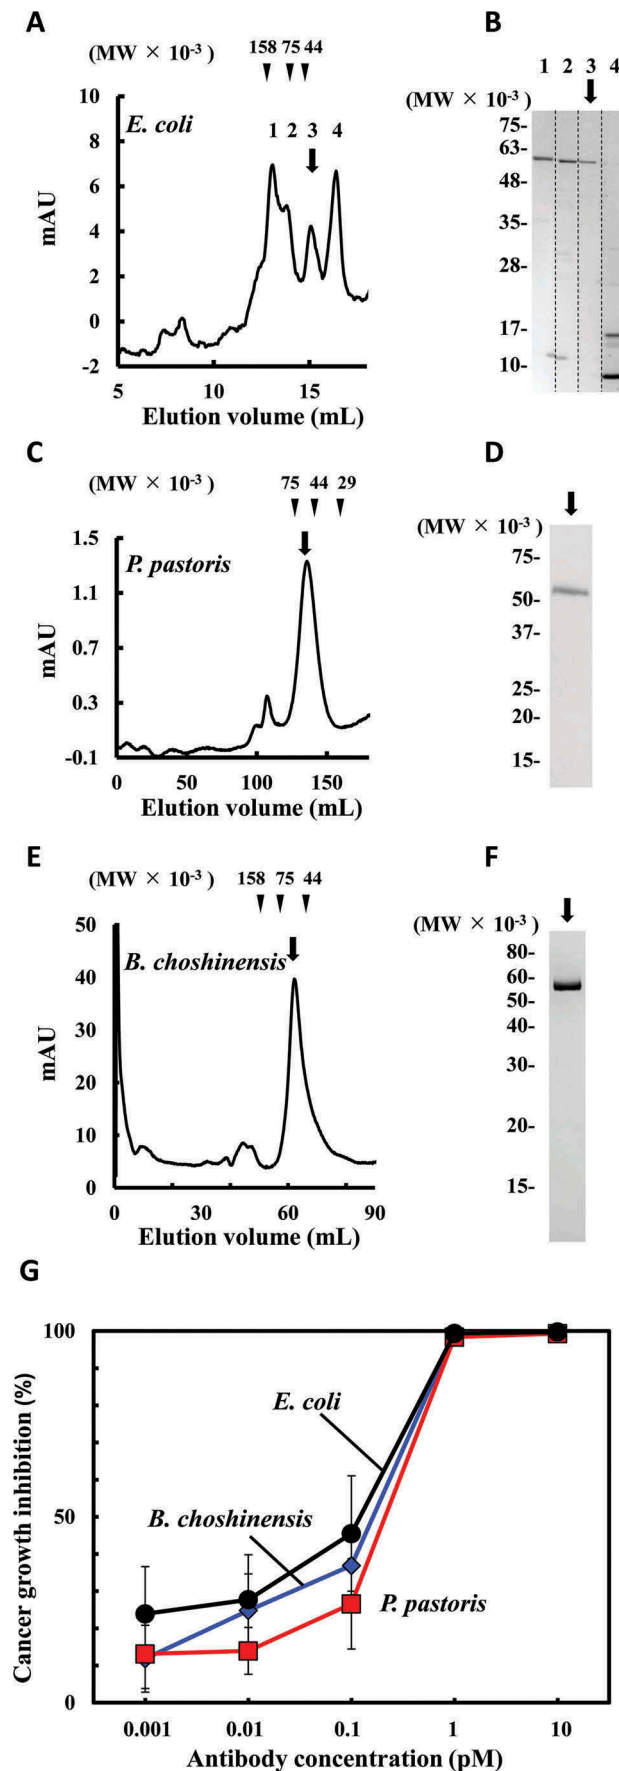 A
(MW × 10-3 )
158 75 44
E. coli
1 2 3 4
10
8
6
4
2
0
-2
mAU
5 10 15
Elution volume (mL)
B
1 2 3 4
(MW × 10-3 )
75-
63-
48-
35-
28-
17-
10-
C
(MW × 10-3 )
75 44 29
P. pastoris
1.5
1.1
0.7
0.3
-0.1
mAU
0 50 100 150
Elution volume (mL)
D
(MW × 10-3 )
75-
50-
37-
25-
20-
15-
E
(MW × 10-3 )
158 75 44
B. choshinensis
50
40
30
20
10
0
mAU
0 30 60 90
Elution volume (mL)
F
(MW × 10-3 )
80-
60-
50-
40-
30-
20-
15-
G
100
50
0
Cancer growth inhibition (%)
E. coli
B. choshinensis
P. pastoris
0.001 0.01 0.1 1 10
Antibody concentration (pM)